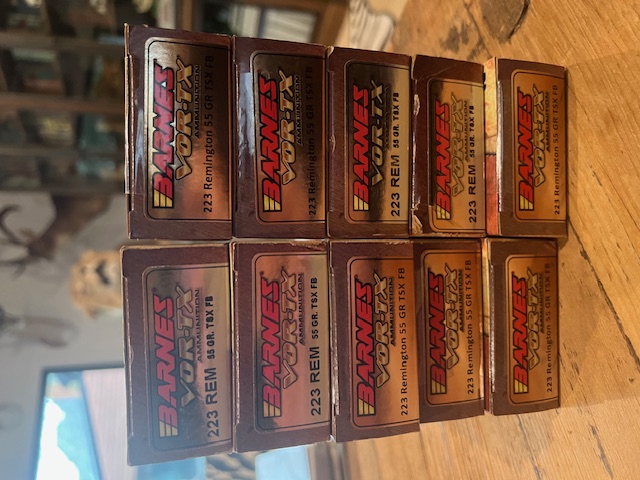 BARNES
VOR-TX
AMMUNITION
223 REM 55 GR. TSX FB
BARNES
VOR-TX
AMMUNITION
223 Remington 55 GR TSX FB
BARNES
VOR-TX
AMMUNITION
223 REM 55 GR. TSX FB
BARNES
VOR-TX
AMMUNITION
223 Remington 55 GR TSX FB
BARNES
VOR-TX
AMMUNITION
223 Remington 55 GR TSX FB
BARNES
VOR-TX
AMMUNITION
223 REM 55 GR. TSX FB
BARNES
VOR-TX
AMMUNITION
223 Remington 55 GR TSX FB
BARNES
VOR-TX
AMMUNITION
223 REM 55 GR. TSX FB
BARNES
VOR-TX
AMMUNITION
223 Remington 55 GR TSX FB
BARNES
VOR-TX
AMMUNITION
223 Remington 55 GR TSX FB